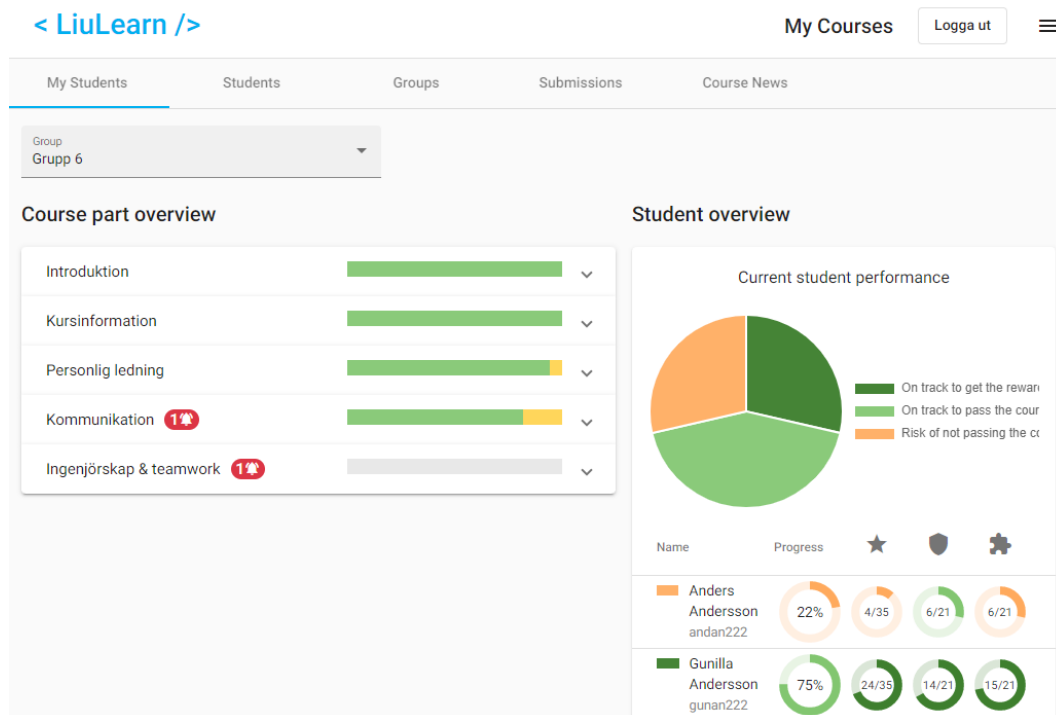 < LiuLearn />
My Courses
Logga ut
My Students
Students
Groups
Submissions
Course News
Group
Grupp 6
Course part overview
Introduktion
Kursinformation
Personlig ledning
Kommunikation 1
Ingenjörskap & teamwork 1
Student overview
Current student performance
On track to get the rewar
On track to pass the cour
Risk of not passing the co
Name Progress
Anders
Andersson
andan222
22% 4/35 6/21 6/21
Gunilla
Andersson
gunan222
75% 24/35 14/21 15/21